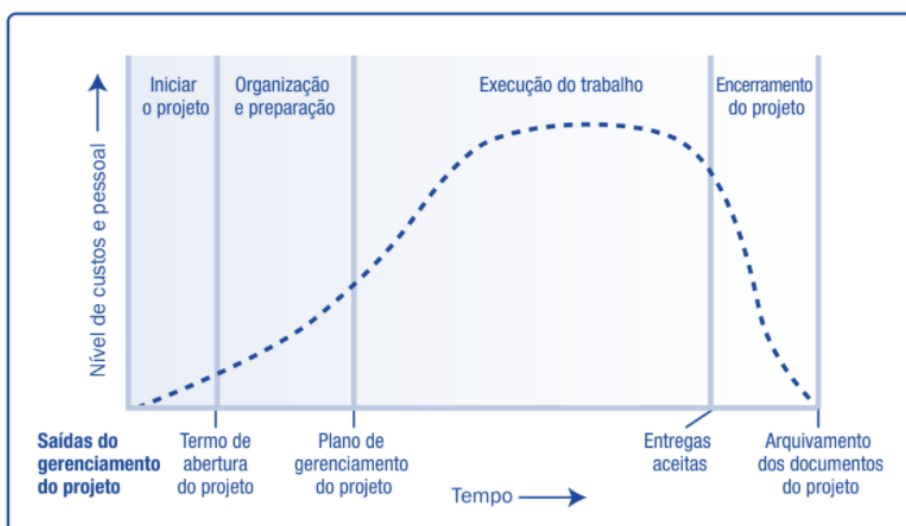 Iniciar
o projeto
Organização
e preparação
Execução do trabalho
Encerramento
do projeto
Nível de custos e pessoal
Saídas do
gerenciamento
do projeto
Termo de
abertura
do projeto
Plano de
gerenciamento
do projeto
Entregas
aceitas
Arquivamento
dos documentos
do projeto
Tempo